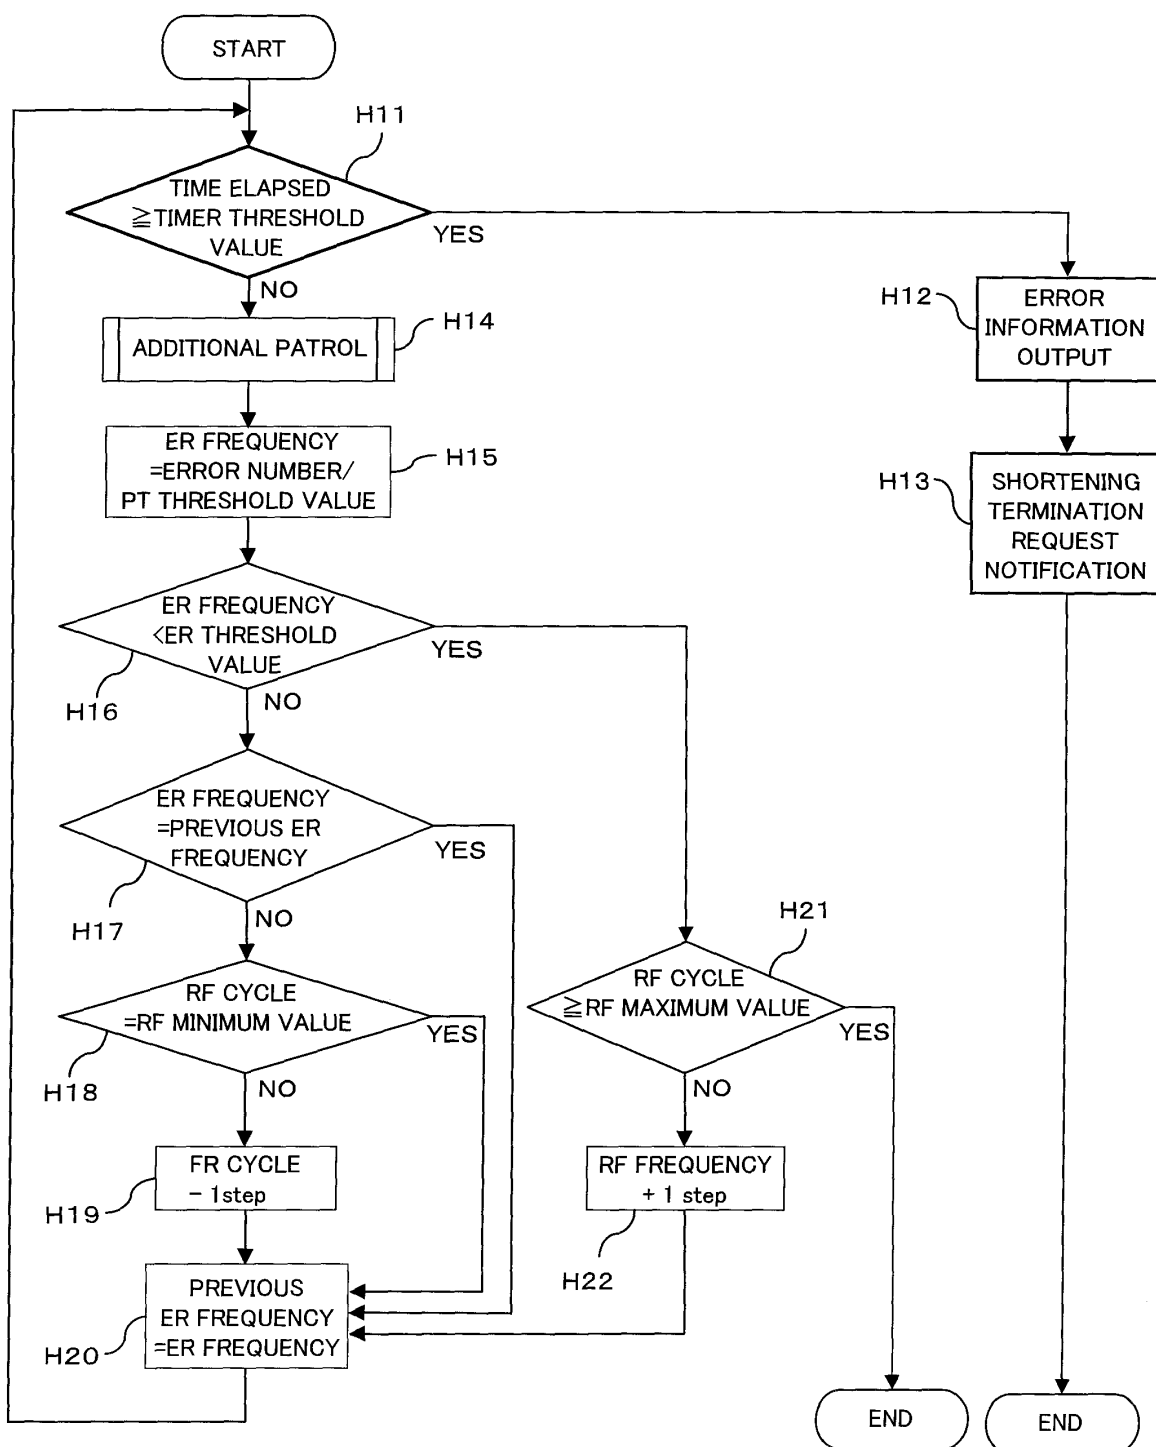 START
H11
TIME ELAPSED
≧TIMER THRESHOLD
VALUE
YES
NO
H12
ERROR
INFORMATION
OUTPUT
H14
ADDITIONAL PATROL
ER FREQUENCY
=ERROR NUMBER/
PT THRESHOLD VALUE
H15
H13
SHORTENING
TERMINATION
REQUEST
NOTIFICATION
ER FREQUENCY
<ER THRESHOLD
VALUE
YES
H16
NO
ER FREQUENCY
=PREVIOUS ER
FREQUENCY
YES
H17
NO
H21
RF CYCLE
≧RF MAXIMUM VALUE
YES
NO
RF CYCLE
=RF MINIMUM VALUE
YES
H18
NO
FR CYCLE
- 1step
H19
RF FREQUENCY
+ 1 step
H22
PREVIOUS
ER FREQUENCY
=ER FREQUENCY
H20
END
END